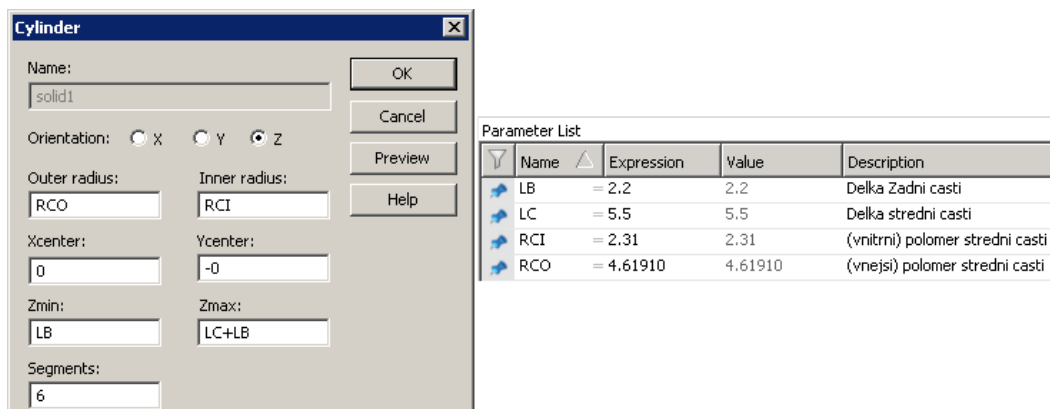 Cylinder
Name:
solid1
OK
Cancel
Orientation: X Y Z
Preview
Outer radius: Inner radius:
RCO RCI
Help
Xcenter: Ycenter:
0 -0
Zmin: Zmax:
LB LC+LB
Segments:
6
Parameter List
Name Expression Value Description
LB = 2.2 2.2 Delka Zadni casti
LC = 5.5 5.5 Delka stredni casti
RCI = 2.31 2.31 (vnitrni) polomer stredni casti
RCO = 4.61910 4.61910 (vnejsi) polomer stredni casti